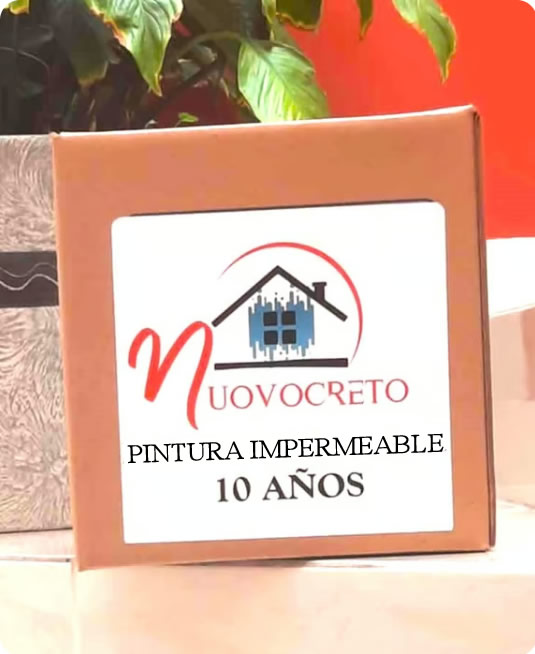 NUOVOCRETO
PINTURA IMPERMEABLE
10 AÑOS